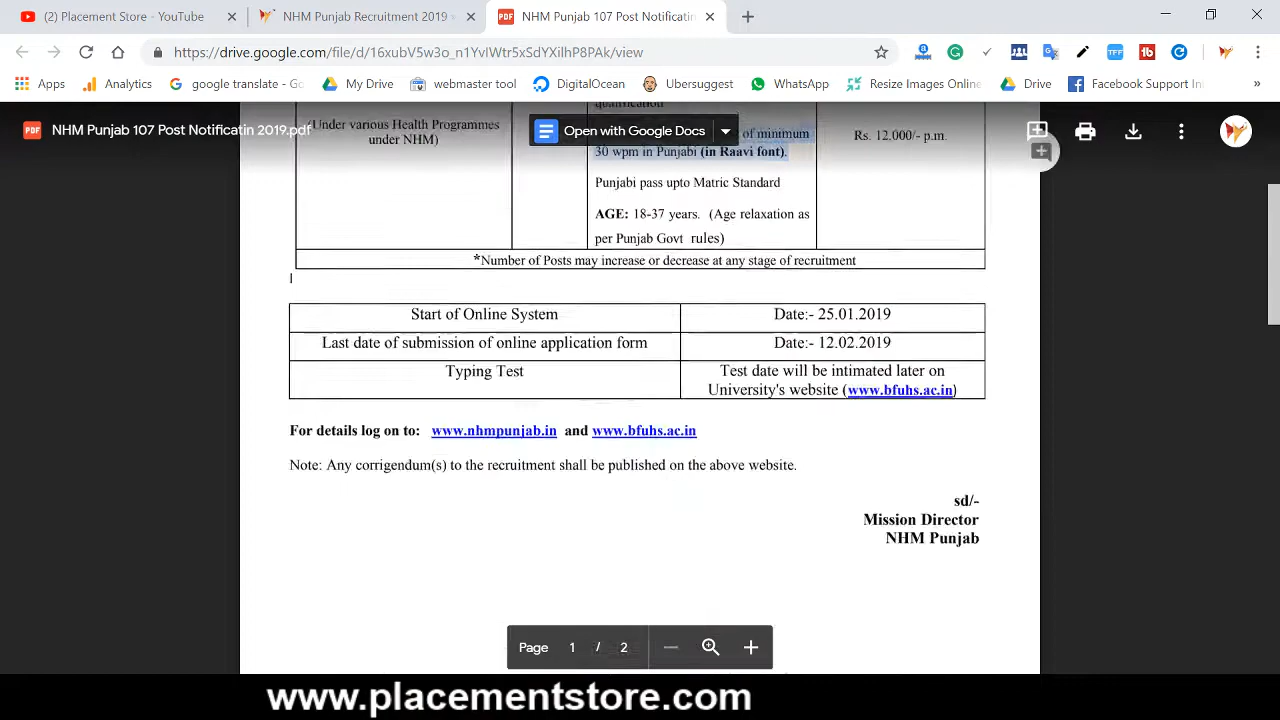 (2) Placement Store - YouTube
NHM Punjab Recruitment 2019
NHM Punjab 107 Post Notificatin
https://drive.google.com/file/d/16xubV5w3o_n1YvIWtr5xSdYXilhP8PAk/view
Apps
Analytics
google translate - Go
My Drive
webmaster tool
DigitalOcean
Ubersuggest
WhatsApp
Resize Images Online
Drive
Facebook Support In
»
PDF NHM Punjab 107 Post Notificatin 2019.pdf
Open with Google Docs
qualification
(Under various Health Programmes
under NHM)
of minimum
30 wpm in Punjabi (in Raavi font).
Rs. 12.000/- p.m.
Punjabi pass upto Matric Standard
AGE: 18-37 years. (Age relaxation as
per Punjab Govt rules)
*Number of Posts may increase or decrease at any stage of recruitment
Start of Online System
Date:- 25.01.2019
Last date of submission of online application form
Date:- 12.02.2019
Typing Test
Test date will be intimated later on
University's website (www.bfuhs.ac.in)
For details log on to: www.nhmpunjab.in and www.bfuhs.ac.in
Note: Any corrigendum(s) to the recruitment shall be published on the above website.
sd/-
Mission Director
NHM Punjab
Page 1 / 2
www.placementstore.com